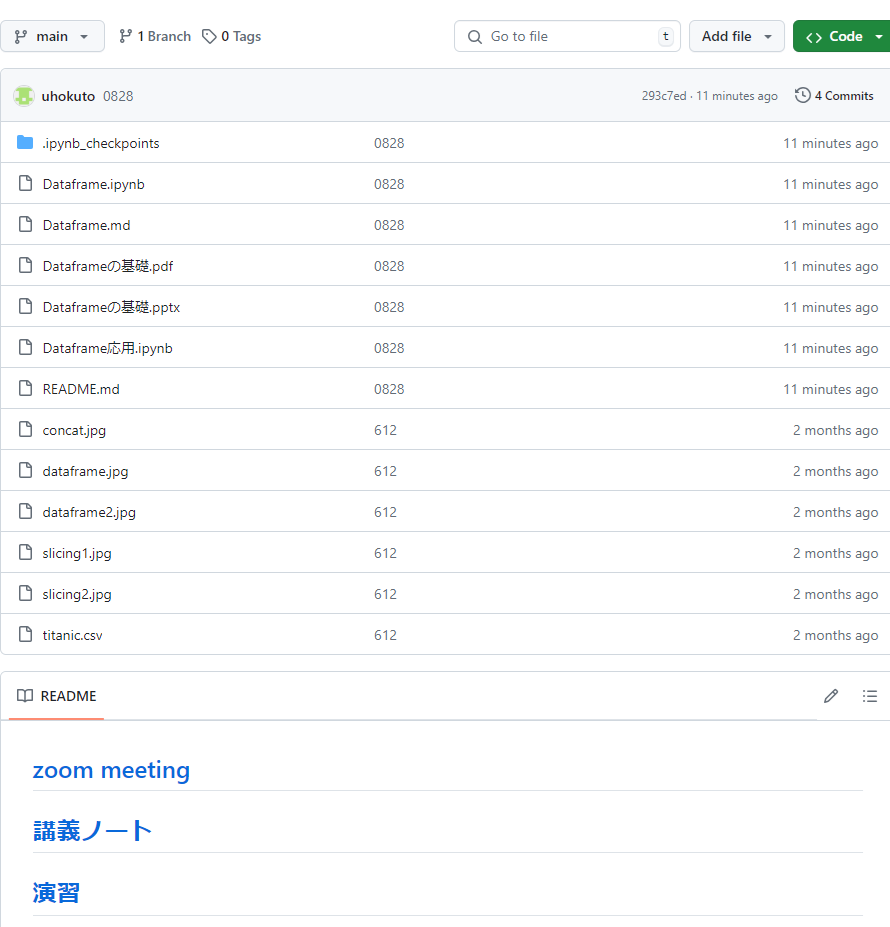 main 1 Branch 0 Tags Go to file t Add file Code
uhokuto 0828 293c7ed · 11 minutes ago 4 Commits
.ipynb_checkpoints 0828 11 minutes ago
Dataframe.ipynb 0828 11 minutes ago
Dataframe.md 0828 11 minutes ago
Dataframeの基礎.pdf 0828 11 minutes ago
Dataframeの基礎.pptx 0828 11 minutes ago
Dataframe応用.ipynb 0828 11 minutes ago
README.md 0828 11 minutes ago
concat.jpg 612 2 months ago
dataframe.jpg 612 2 months ago
dataframe2.jpg 612 2 months ago
slicing1.jpg 612 2 months ago
slicing2.jpg 612 2 months ago
titanic.csv 612 2 months ago
README
zoom meeting
講義ノート
演習